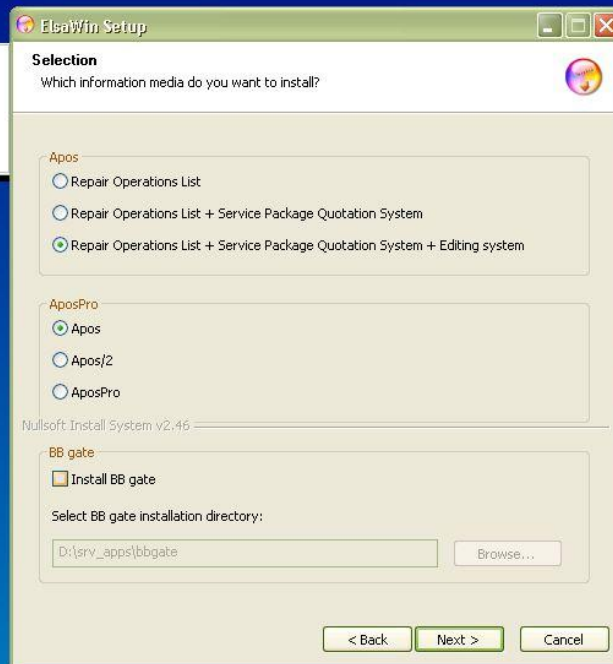 ElsaWin Setup
Selection
Which information media do you want to install?
Apos
Repair Operations List
Repair Operations List + Service Package Quotation System
Repair Operations List + Service Package Quotation System + Editing system
AposPro
Apos
Apos/2
AposPro
Nullsoft Install System v2.46
BB gate
Install BB gate
Select BB gate installation directory:
D:\srv_apps\bbgate
Browse...
< Back
Next >
Cancel